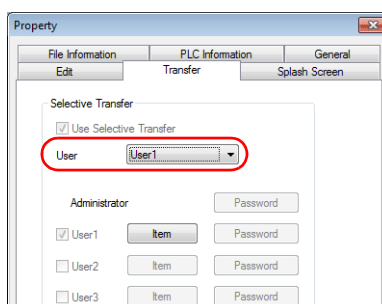 Property
File Information PLC Information General
Edit Transfer Splash Screen
Selective Transfer
Use Selective Transfer
User User1
Administrator Password
User1 Item Password
User2 Item Password
User3 Item Password